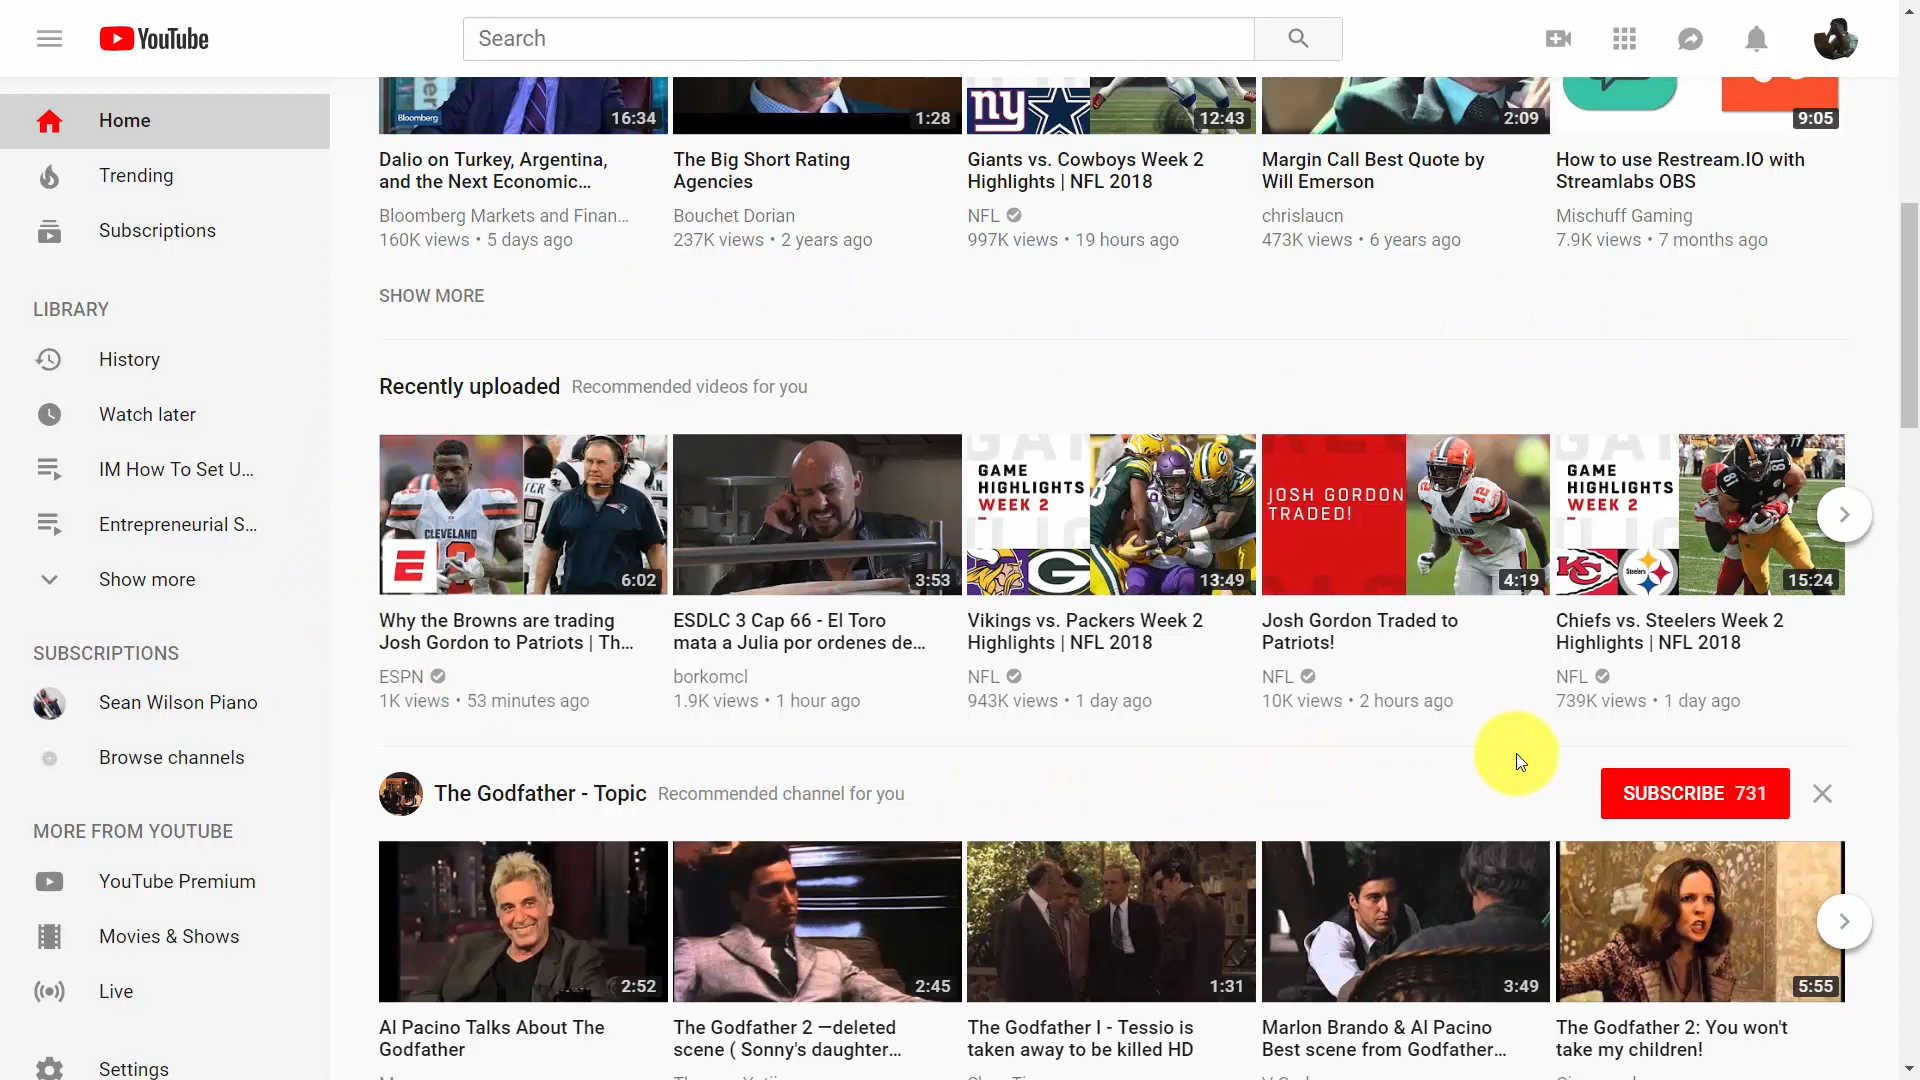 YouTube
Search
Home
Trending
Subscriptions
LIBRARY
History
Watch later
IM How To Set U...
Entrepreneurial S...
Show more
SUBSCRIPTIONS
Sean Wilson Piano
Browse channels
MORE FROM YOUTUBE
YouTube Premium
Movies & Shows
Live
Settings
Bloomberg
16:34
1:28
ny
12:43
2:09
9:05
Dalio on Turkey, Argentina,
and the Next Economic...
Bloomberg Markets and Finan...
160K views • 5 days ago
The Big Short Rating
Agencies
Bouchet Dorian
237K views • 2 years ago
Giants vs. Cowboys Week 2
Highlights | NFL 2018
NFL
997K views • 19 hours ago
Margin Call Best Quote by
Will Emerson
chrislaucn
473K views • 6 years ago
How to use Restream.IO with
Streamlabs OBS
Mischuff Gaming
7.9K views • 7 months ago
SHOW MORE
Recently uploaded Recommended videos for you
CLEVELAND
E
6:02
3:53
GAME
HIGHLIGHTS
WEEK 2
G
13:49
JOSH GORDON
TRADED!
4:19
GAME
HIGHLIGHTS
WEEK 2
KC
Steelers
15:24
Why the Browns are trading
Josh Gordon to Patriots | Th...
ESPN
1K views • 53 minutes ago
ESDLC 3 Cap 66 - El Toro
mata a Julia por ordenes de...
borkomcl
1.9K views • 1 hour ago
Vikings vs. Packers Week 2
Highlights | NFL 2018
NFL
943K views • 1 day ago
Josh Gordon Traded to
Patriots!
NFL
10K views • 2 hours ago
Chiefs vs. Steelers Week 2
Highlights | NFL 2018
NFL
739K views • 1 day ago
The Godfather - Topic Recommended channel for you
SUBSCRIBE 731
2:52
2:45
1:31
3:49
5:55
Al Pacino Talks About The
Godfather
The Godfather 2 —deleted
scene ( Sonny's daughter...
The Godfather I - Tessio is
taken away to be killed HD
Marlon Brando & Al Pacino
Best scene from Godfather...
The Godfather 2: You won't
take my children!